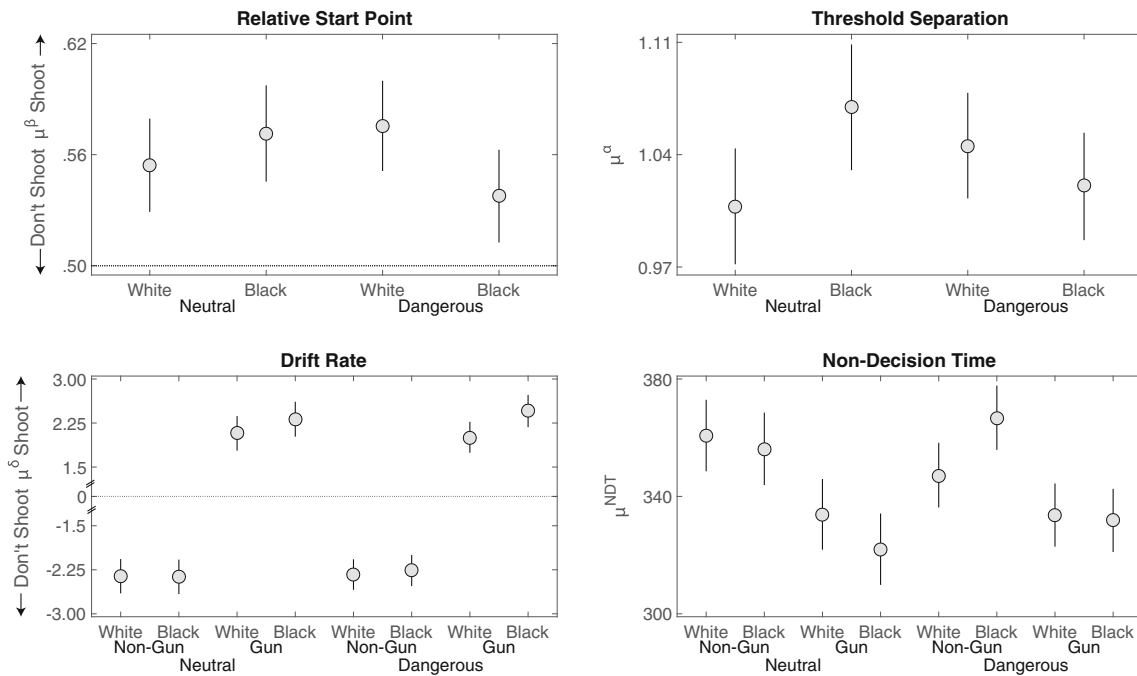 Relative Start Point
← Don't Shoot μ^β Shoot →
.62
.56
.50
White Black White Black
Neutral Dangerous
Threshold Separation
μ^α
1.11
1.04
0.97
White Black White Black
Neutral Dangerous
Drift Rate
← Don't Shoot μ^δ Shoot →
3.00
2.25
1.5
0
-1.5
-2.25
-3.00
White Black White Black White Black White Black
Non-Gun Gun Non-Gun Gun
Neutral Dangerous
Non-Decision Time
μ^NDT
380
340
300
White Black White Black White Black White Black
Non-Gun Gun Non-Gun Gun
Neutral Dangerous